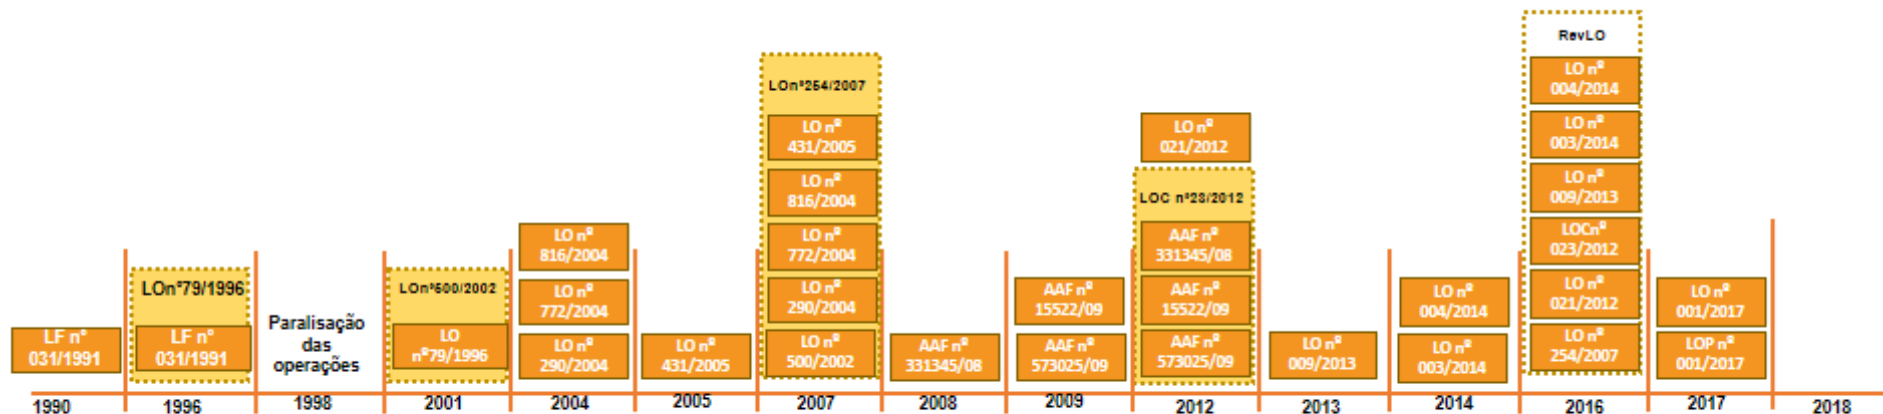 LF nº
031/1991
1990
LOnº79/1996
LF nº
031/1991
1996
Paralisação
das
operações
1998
LOnº500/2002
LO
nº79/1996
2001
LO nº
816/2004
LO nº
772/2004
LO nº
290/2004
2004
LO nº
431/2005
2005
LOnº254/2007
LO nº
431/2005
LO nº
816/2004
LO nº
772/2004
LO nº
290/2004
LO nº
500/2002
2007
AAF nº
331345/08
2008
AAF nº
15522/09
AAF nº
573025/09
2009
LO nº
021/2012
LOC nº23/2012
AAF nº
331345/08
AAF nº
15522/09
AAF nº
573025/09
2012
LO nº
009/2013
2013
LO nº
004/2014
LO nº
003/2014
2014
RevLO
LO nº
004/2014
LO nº
003/2014
LO nº
009/2013
LOCnº
023/2012
LO nº
021/2012
LO nº
254/2007
2016
LO nº
001/2017
LOP nº
001/2017
2017
2018